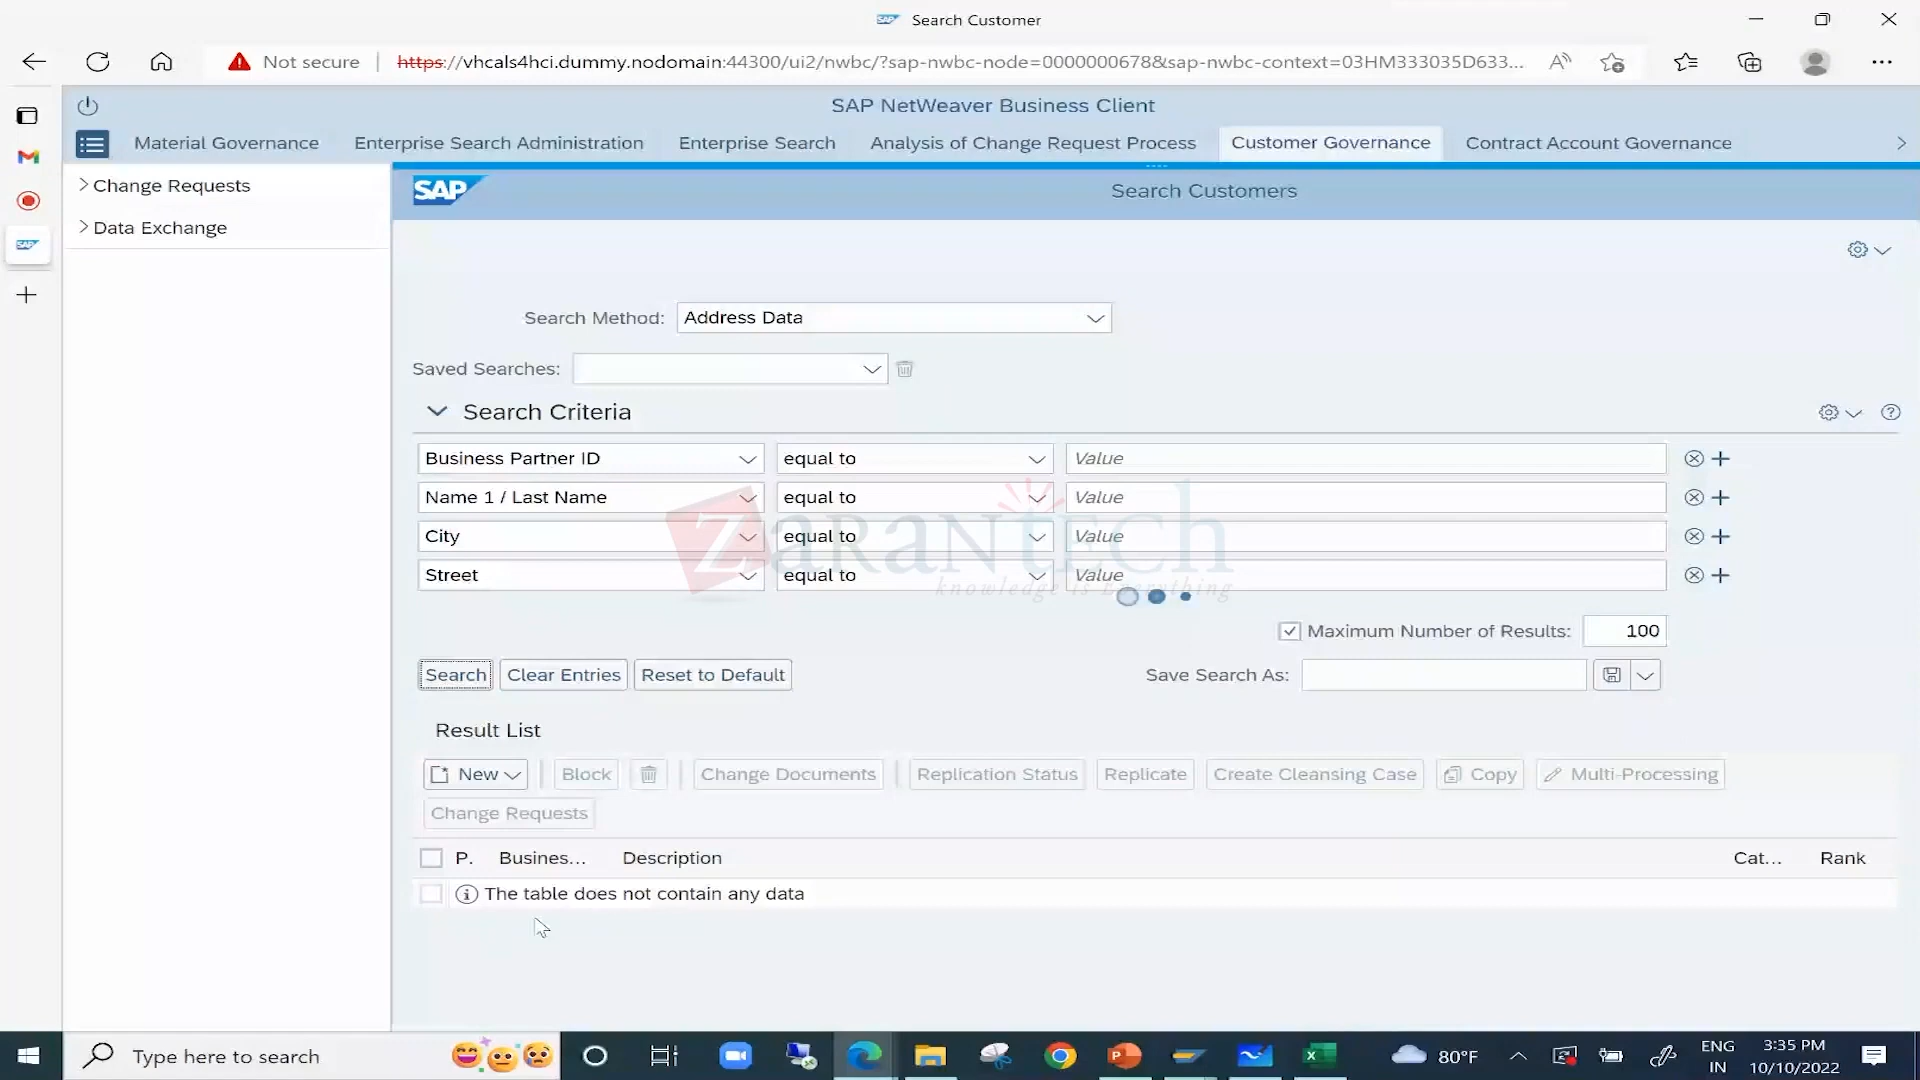 Search Customer
Not secure
https://vhcals4hci.dummy.nodomain:44300/ui2/nwbc/?sap-nwbc-node=0000000678&sap-nwbc-context=03HM333035D633...
SAP NetWeaver Business Client
Material Governance Enterprise Search Administration Enterprise Search Analysis of Change Request Process Customer Governance Contract Account Governance
Change Requests
Data Exchange
SAP
Search Customers
Search Method: Address Data
Saved Searches:
Search Criteria
Business Partner ID equal to Value
Name 1 / Last Name equal to Value
City equal to Value
Street equal to Value
ZaranTech
knowledge is Everything
Maximum Number of Results: 100
Search Clear Entries Reset to Default Save Search As:
Result List
New Block Change Documents Replication Status Replicate Create Cleansing Case Copy Multi-Processing
Change Requests
P. Busines... Description Cat... Rank
The table does not contain any data
Type here to search
80°F
ENG
IN
3:35 PM
10/10/2022